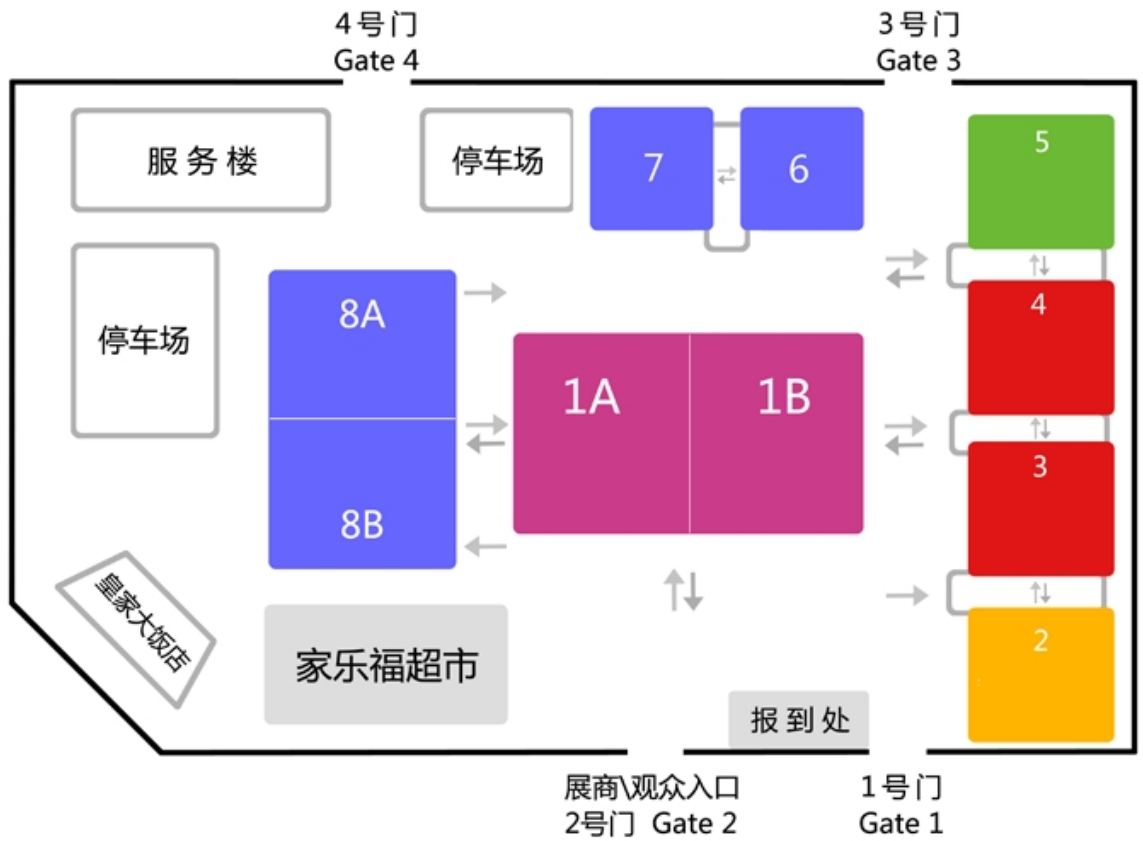 4号门
Gate 4
3号门
Gate 3
服务楼
停车场
7
6
5
停车场
8A
4
1A
1B
3
8B
皇家大饭店
家乐福超市
2
报到处
展商\观众入口
2号门 Gate 2
1号门
Gate 1